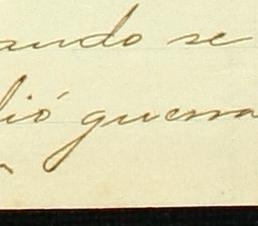 ando se
lió guerra